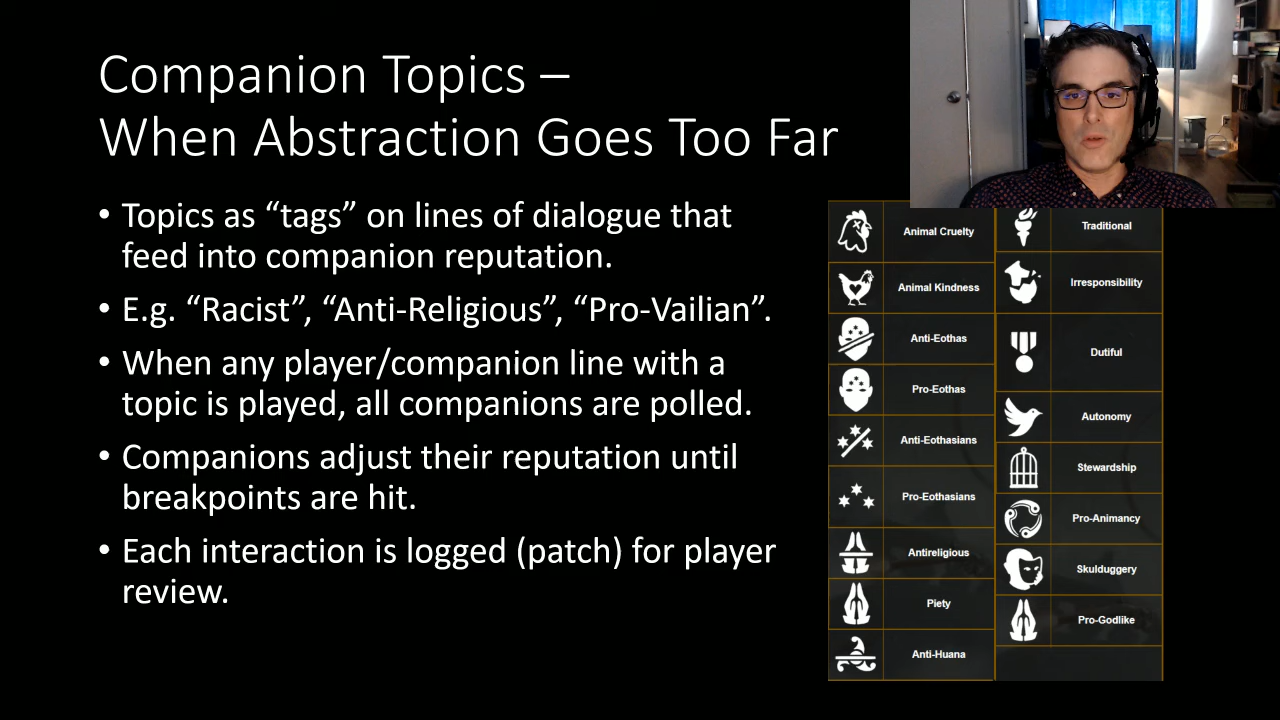 Companion Topics –
When Abstraction Goes Too Far
• Topics as “tags” on lines of dialogue that
feed into companion reputation.
• E.g. “Racist”, “Anti-Religious”, “Pro-Vailian”.
• When any player/companion line with a
topic is played, all companions are polled.
• Companions adjust their reputation until
breakpoints are hit.
• Each interaction is logged (patch) for player
review.
Animal Cruelty
Animal Kindness
Anti-Eothas
Pro-Eothas
Anti-Eothasians
Pro-Eothasians
Antireligious
Piety
Anti-Huana
Traditional
Irresponsibility
Dutiful
Autonomy
Stewardship
Pro-Animancy
Skulduggery
Pro-Godlike